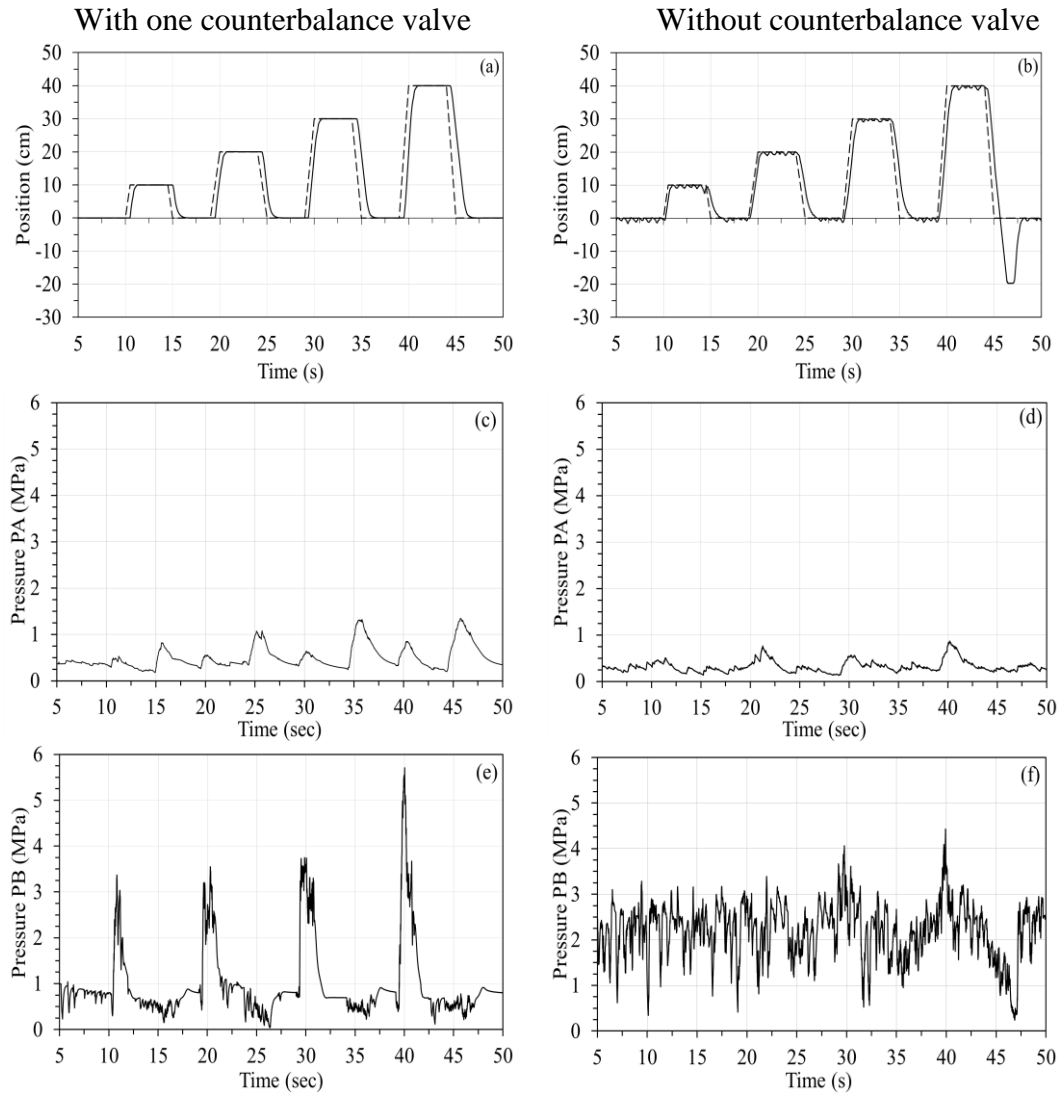 With one counterbalance valve
Without counterbalance valve
(a)
Position (cm)
50
40
30
20
10
0
-10
-20
-30
5 10 15 20 25 30 35 40 45 50
Time (s)
(b)
Position (cm)
50
40
30
20
10
0
-10
-20
-30
5 10 15 20 25 30 35 40 45 50
Time (s)
(c)
Pressure PA (MPa)
6
5
4
3
2
1
0
5 10 15 20 25 30 35 40 45 50
Time (sec)
(d)
Pressure PA (MPa)
6
5
4
3
2
1
0
5 10 15 20 25 30 35 40 45 50
Time (sec)
(e)
Pressure PB (MPa)
6
5
4
3
2
1
0
5 10 15 20 25 30 35 40 45 50
Time (sec)
(f)
Pressure PB (MPa)
6
5
4
3
2
1
0
5 10 15 20 25 30 35 40 45 50
Time (s)